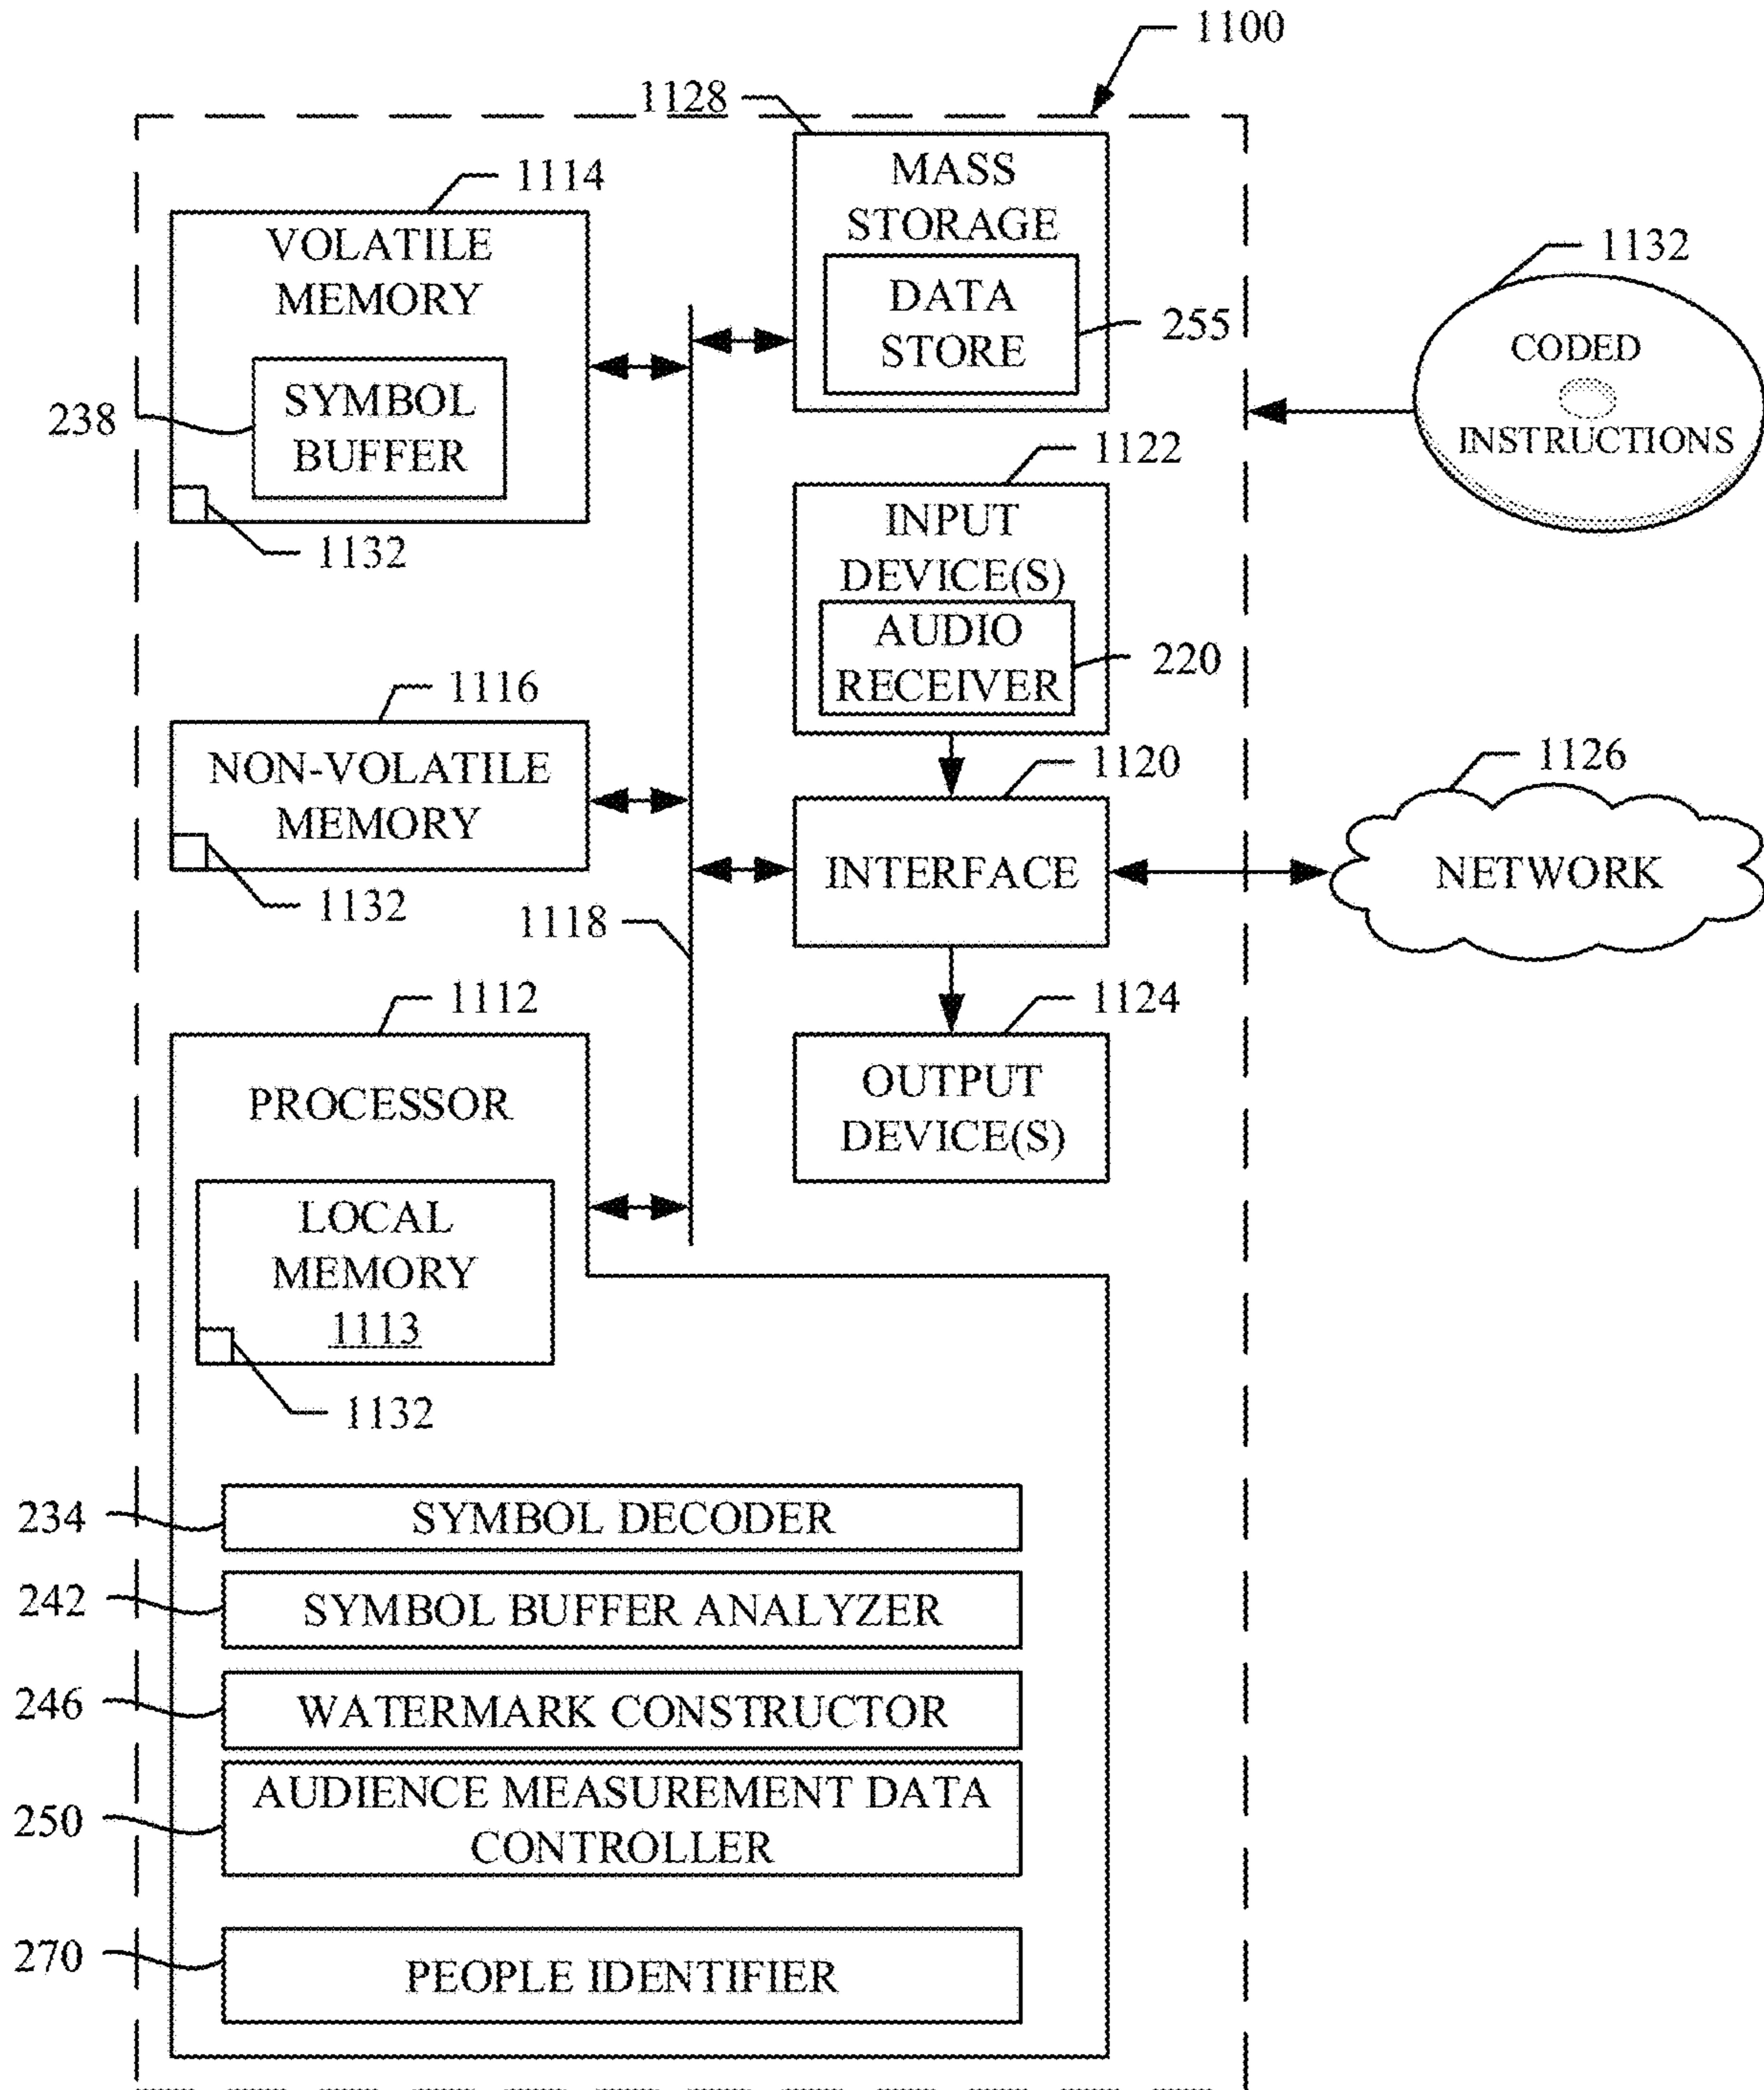 1100
1128
1114
MASS
STORAGE
DATA
STORE
255
VOLATILE
MEMORY
SYMBOL
BUFFER
238
1132
1132
CODED
INSTRUCTIONS
1122
INPUT
DEVICE(S)
AUDIO
RECEIVER
220
1116
NON-VOLATILE
MEMORY
1132
1120
INTERFACE
1126
NETWORK
1118
1112
PROCESSOR
LOCAL
MEMORY
1113
1132
1124
OUTPUT
DEVICE(S)
234
SYMBOL DECODER
242
SYMBOL BUFFER ANALYZER
246
WATERMARK CONSTRUCTOR
250
AUDIENCE MEASUREMENT DATA
CONTROLLER
270
PEOPLE IDENTIFIER